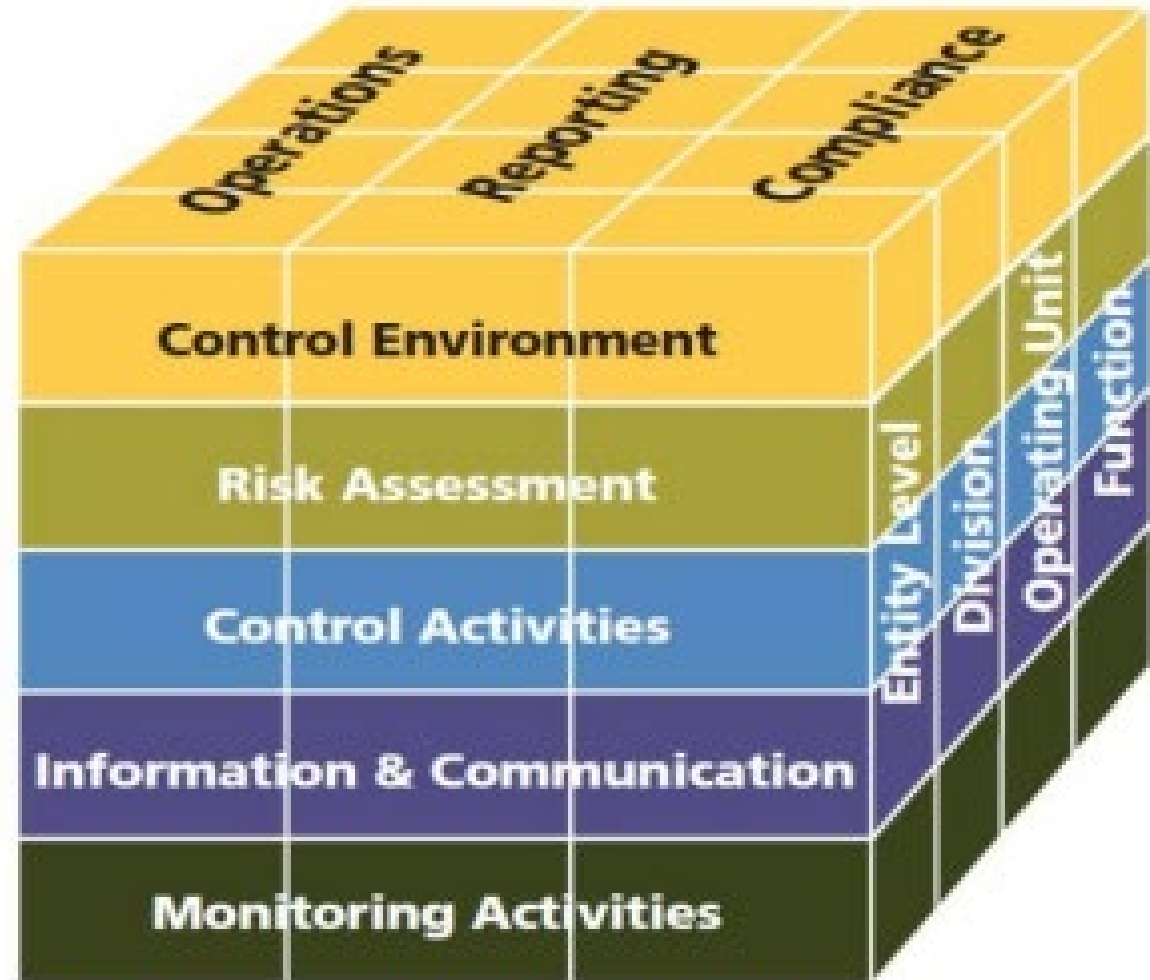 Operations
Reporting
Compliance
Control Environment
Risk Assessment
Control Activities
Information & Communication
Monitoring Activities
Entity Level
Division
Operating Unit
Function